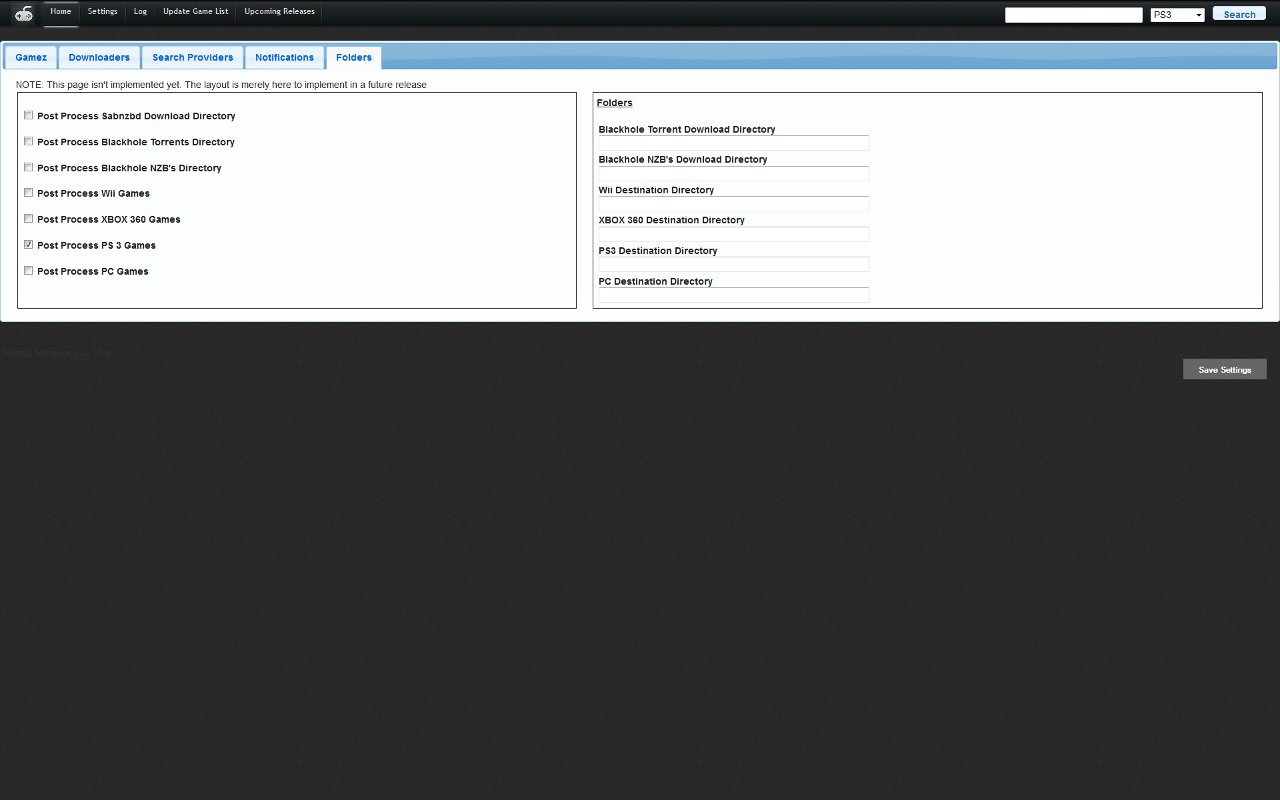 Home Settings Log Update Game List Upcoming Releases PS3 Search
Gamez Downloaders Search Providers Notifications Folders
NOTE: This page isn't implemented yet. The layout is merely here to implement in a future release
Post Process Sabnzbd Download Directory
Post Process Blackhole Torrents Directory
Post Process Blackhole NZB's Directory
Post Process Wii Games
Post Process XBOX 360 Games
Post Process PS 3 Games
Post Process PC Games
Folders
Blackhole Torrent Download Directory
Blackhole NZB's Download Directory
Wii Destination Directory
XBOX 360 Destination Directory
PS3 Destination Directory
PC Destination Directory
Gamez Version:
Save Settings